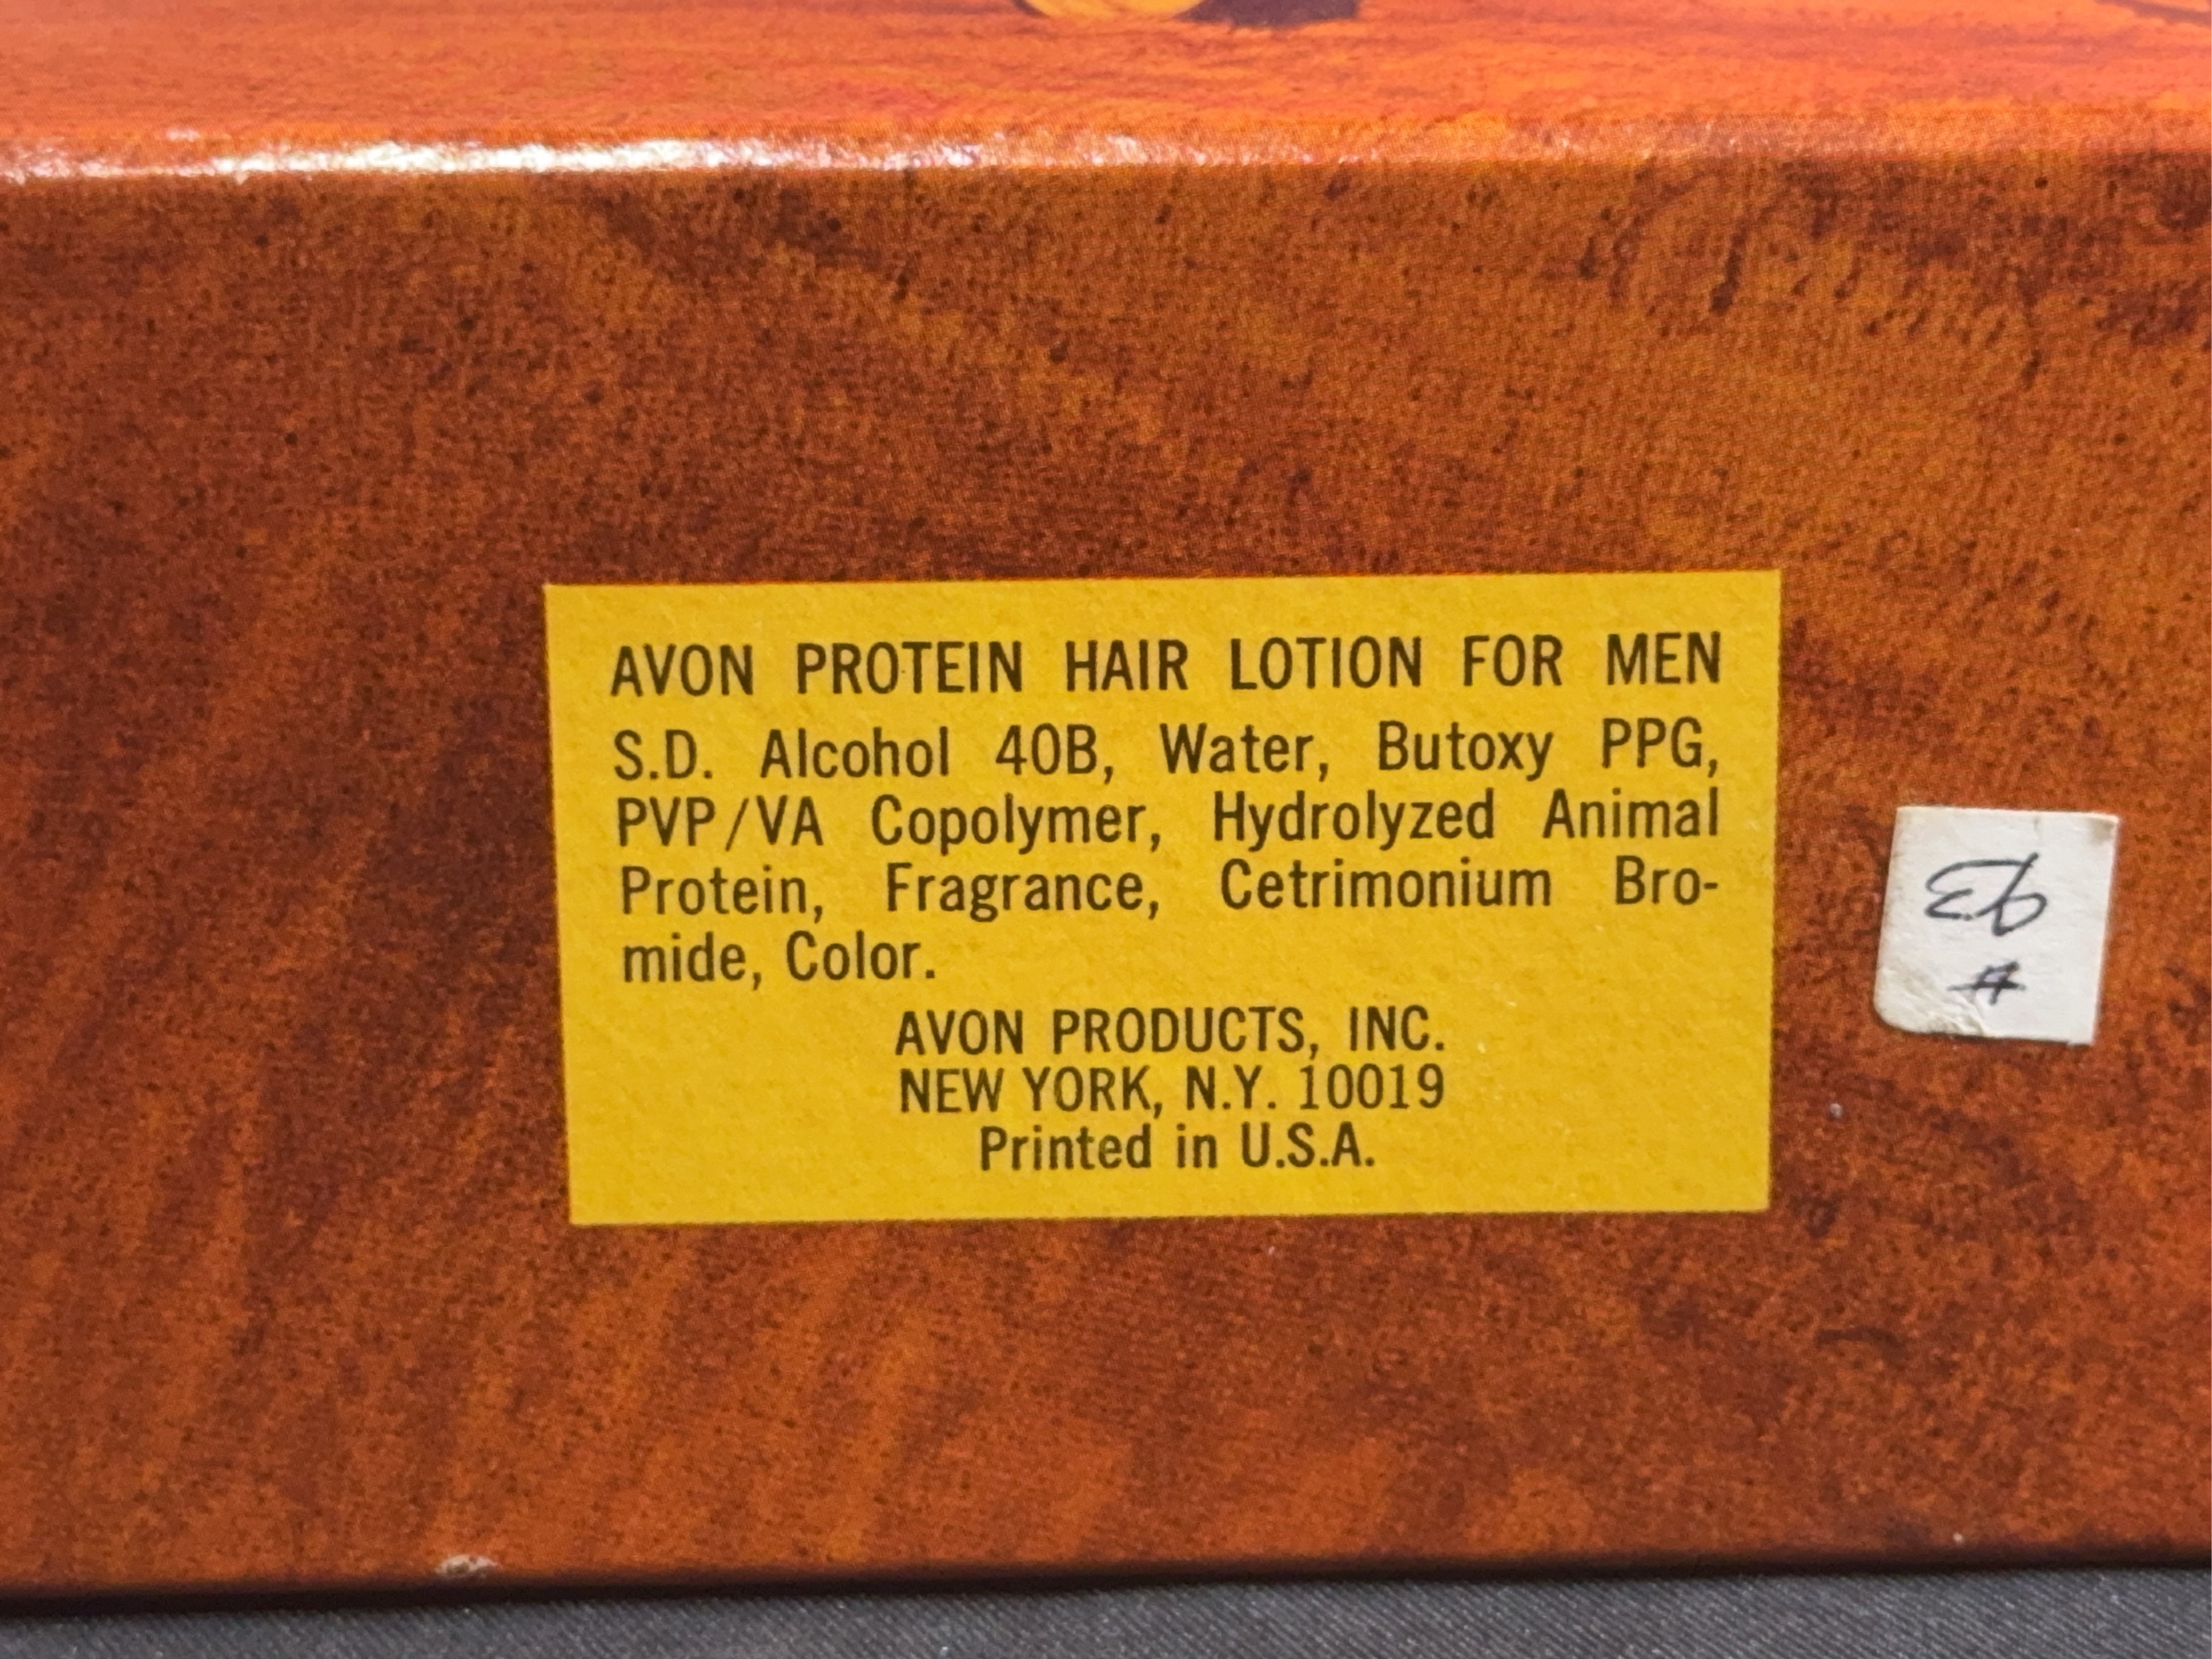 AVON PROTEIN HAIR LOTION FOR MEN
S.D. Alcohol 40B, Water, Butoxy PPG,
PVP/VA Copolymer, Hydrolyzed Animal
Protein, Fragrance, Cetrimonium Bro-
mide, Color.
AVON PRODUCTS, INC.
NEW YORK, N.Y. 10019
Printed in U.S.A.
#
93